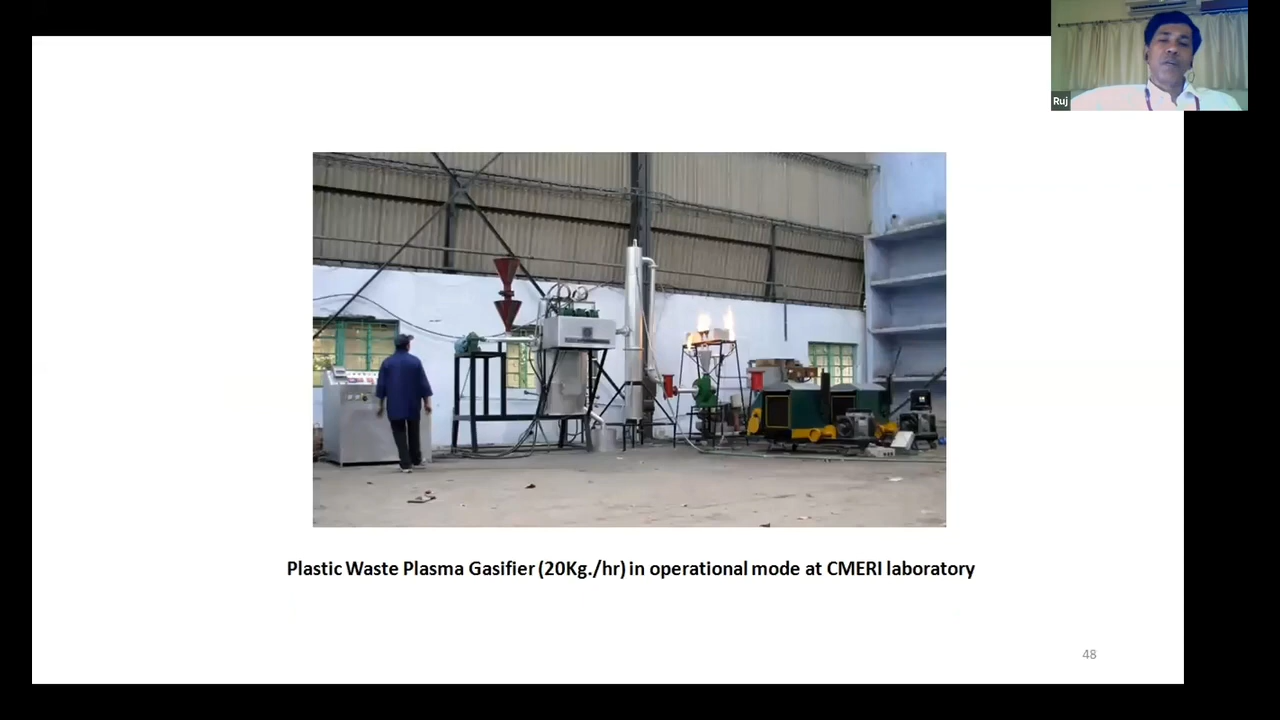 Ruj
Plastic Waste Plasma Gasifier (20Kg./hr) in operational mode at CMERI laboratory
48